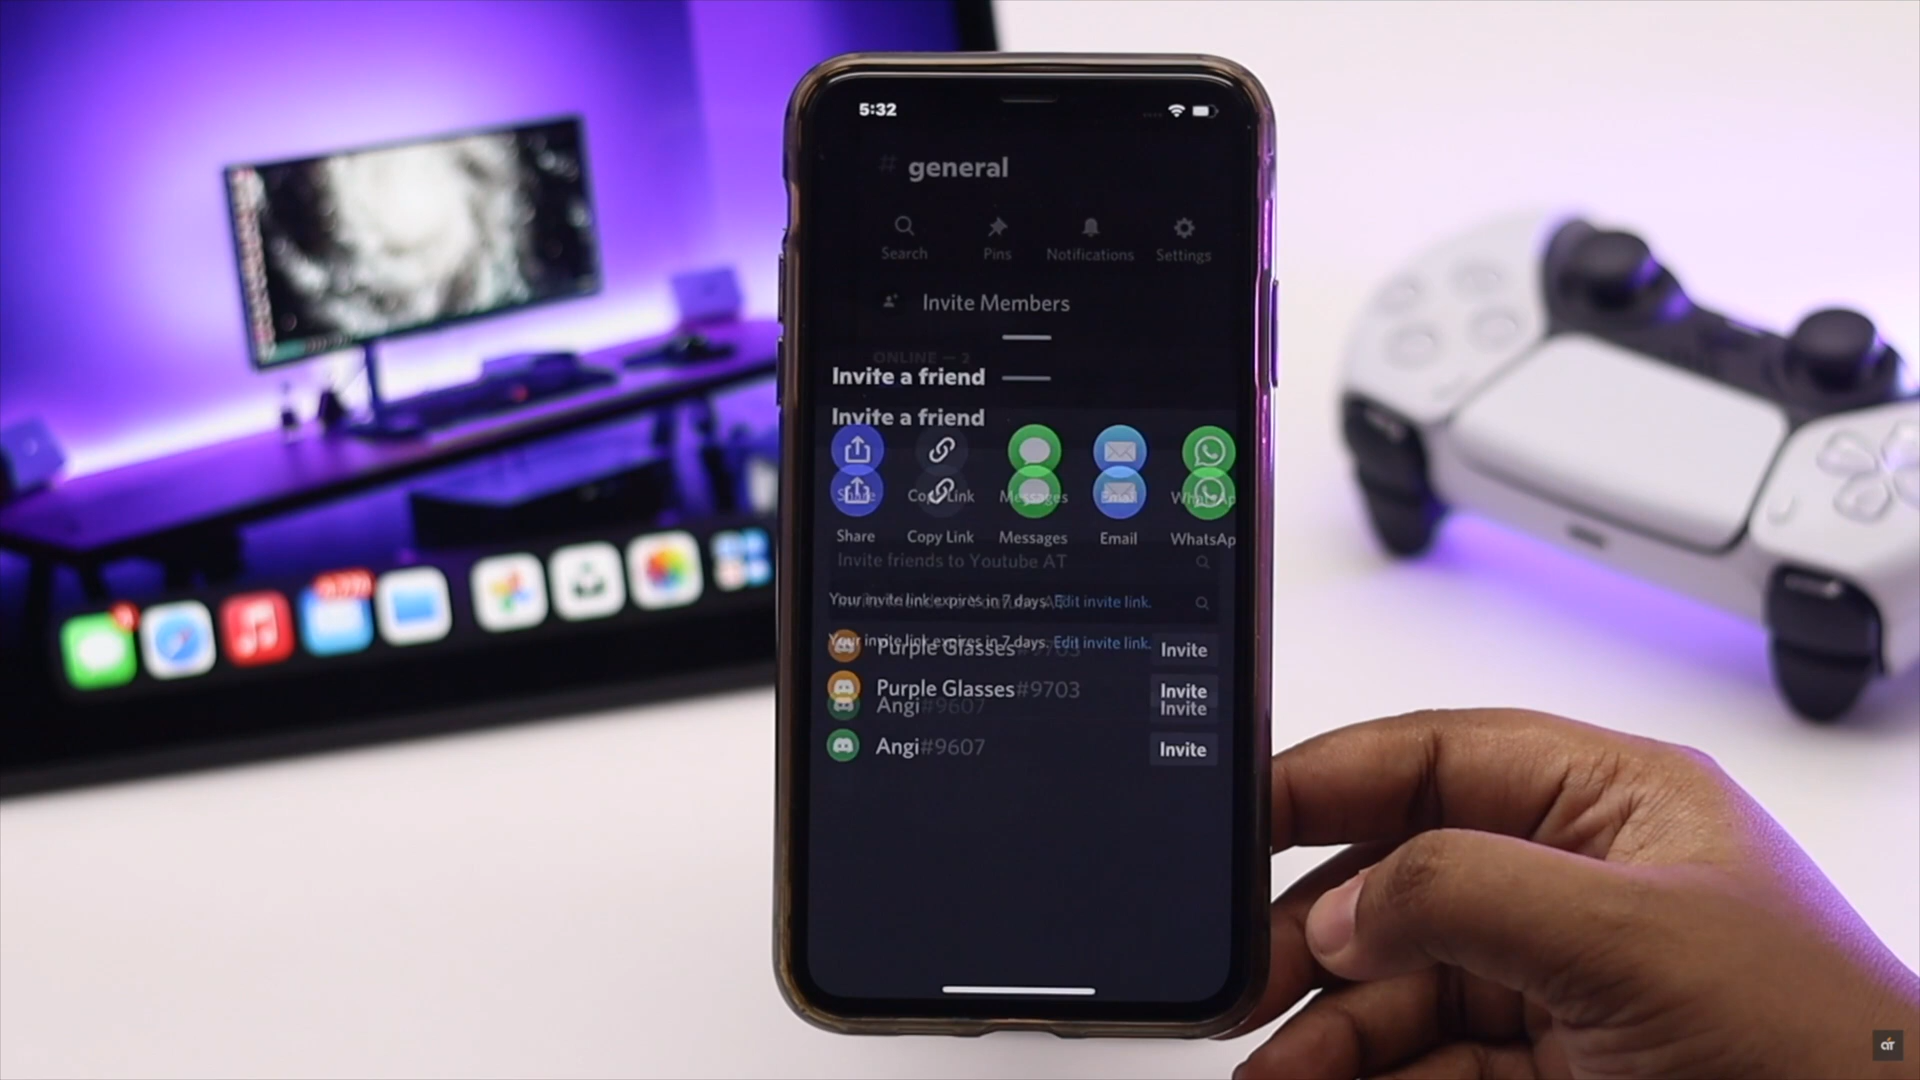 5:32
# general
Search Pins Notifications Settings
Invite Members
ONLINE — 2
Invite a friend
Invite a friend
Share Copy Link Messages Email WhatsAp
Share Copy Link Messages Email WhatsAp
Invite friends to Youtube AT
Your invite link expires in 7 days. Edit invite link.
Your invite link expires in 7 days. Edit invite link.
Purple Glasses#9703 Invite
Purple Glasses#9703 Invite
Angi#9607 Invite
Angi#9607 Invite